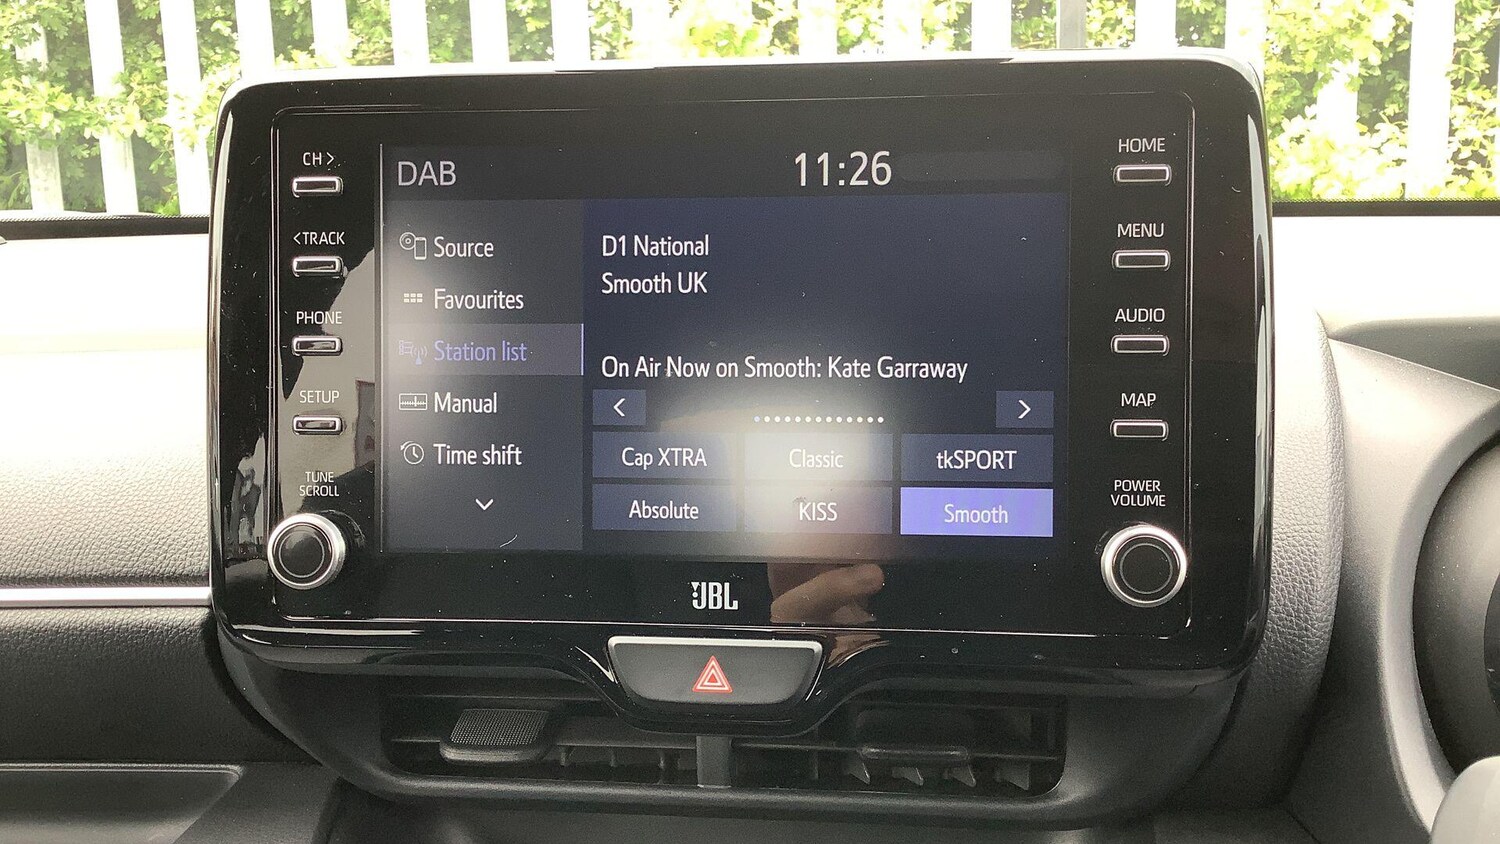 CH>
<TRACK
PHONE
SETUP
TUNE
SCROLL
DAB
11:26
Source
Favourites
Station list
Manual
Time shift
D1 National
Smooth UK
On Air Now on Smooth: Kate Garraway
<
>
Cap XTRA
Classic
tkSPORT
Absolute
KISS
Smooth
JBL
HOME
MENU
AUDIO
MAP
POWER
VOLUME